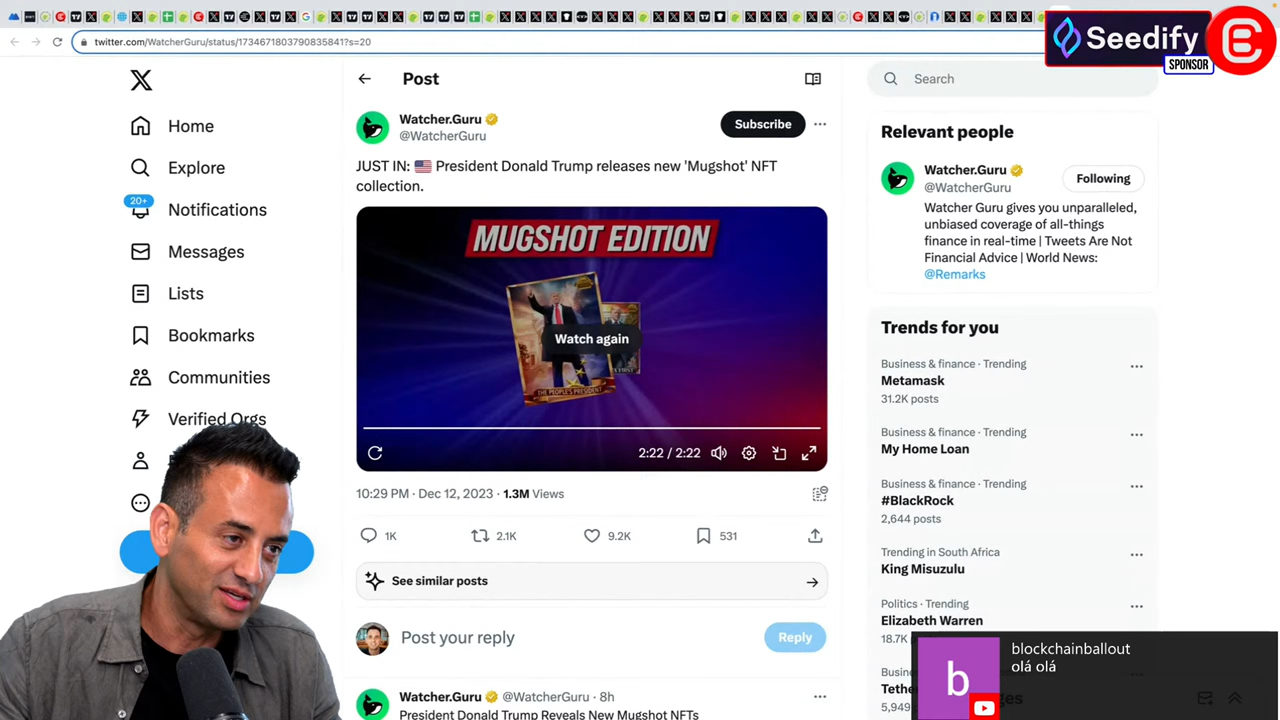 twitter.com/WatcherGuru/status/1734671803790835841?s=20
Seedify
SPONSOR
Home
Explore
20+
Notifications
Messages
Lists
Bookmarks
Communities
Verified Orgs
Post
Watcher.Guru
@WatcherGuru
Subscribe
JUST IN: 🇺🇸 President Donald Trump releases new 'Mugshot' NFT
collection.
MUGSHOT EDITION
Watch again
THE PEOPLE'S PRESIDENT
2:22 / 2:22
10:29 PM · Dec 12, 2023 · 1.3M Views
1K
2.1K
9.2K
531
See similar posts
Post your reply
Reply
Watcher.Guru @WatcherGuru · 8h
President Donald Trump Reveals New Mugshot NFTs
Search
Relevant people
Watcher.Guru
@WatcherGuru
Following
Watcher Guru gives you unparalleled,
unbiased coverage of all-things
finance in real-time | Tweets Are Not
Financial Advice | World News:
@Remarks
Trends for you
Business & finance · Trending
Metamask
31.2K posts
Business & finance · Trending
My Home Loan
Business & finance · Trending
#BlackRock
2,644 posts
Trending in South Africa
King Misuzulu
Politics · Trending
Elizabeth Warren
18.7K
Busine
Tethe
5,949
b
blockchainballout
olá olá